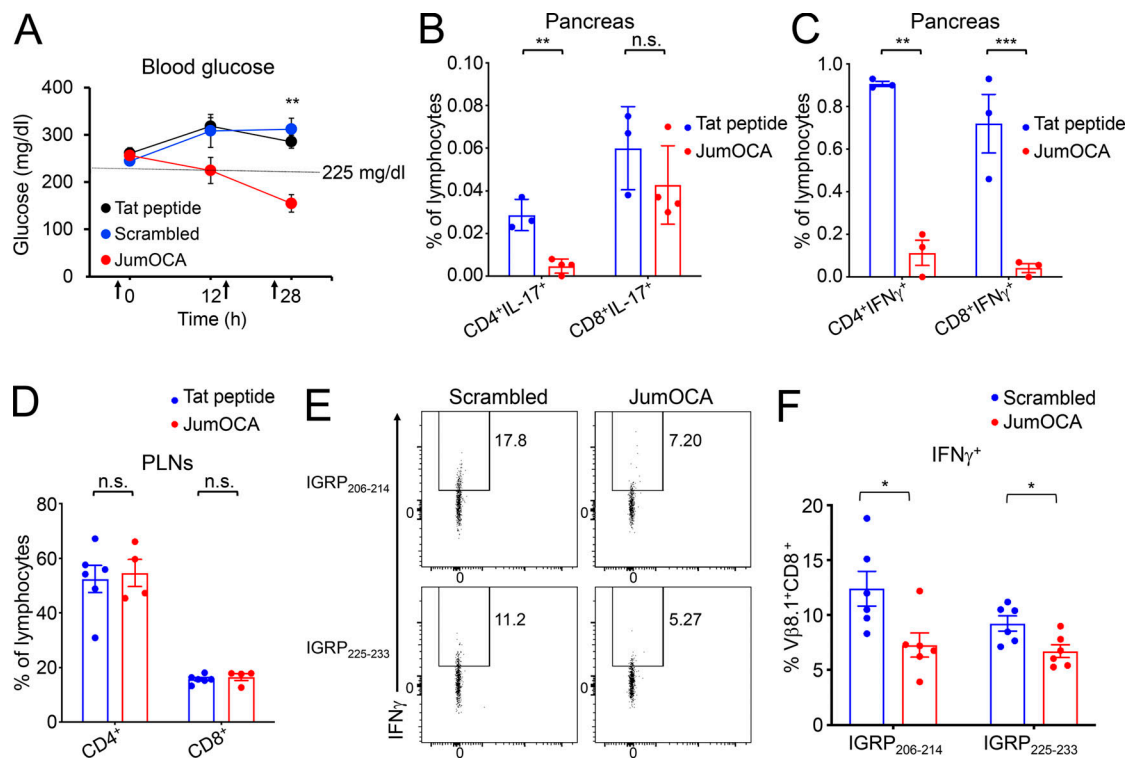 A
Blood glucose
400
300
200
100
0
Glucose (mg/dl)
**
225 mg/dl
Tat peptide
Scrambled
JumOCA
0
12
28
Time (h)
B
Pancreas
**
n.s.
0.10
0.08
0.06
0.04
0.02
0.00
% of lymphocytes
Tat peptide
JumOCA
CD4⁺IL-17⁺
CD8⁺IL-17⁺
C
Pancreas
**
***
1.0
0.8
0.6
0.4
0.2
0.0
% of lymphocytes
Tat peptide
JumOCA
CD4⁺IFNγ⁺
CD8⁺IFNγ⁺
D
Tat peptide
JumOCA
PLNs
n.s.
n.s.
80
60
40
20
0
% of lymphocytes
CD4⁺
CD8⁺
E
Scrambled
JumOCA
IGRP₂₀₆₋₂₁₄
17.8
7.20
0
0
0
0
IGRP₂₂₅₋₂₃₃
11.2
5.27
0
0
0
0
IFNγ
F
Scrambled
JumOCA
IFNγ⁺
*
*
20
15
10
5
0
% Vβ8.1⁺CD8⁺
IGRP₂₀₆₋₂₁₄
IGRP₂₂₅₋₂₃₃